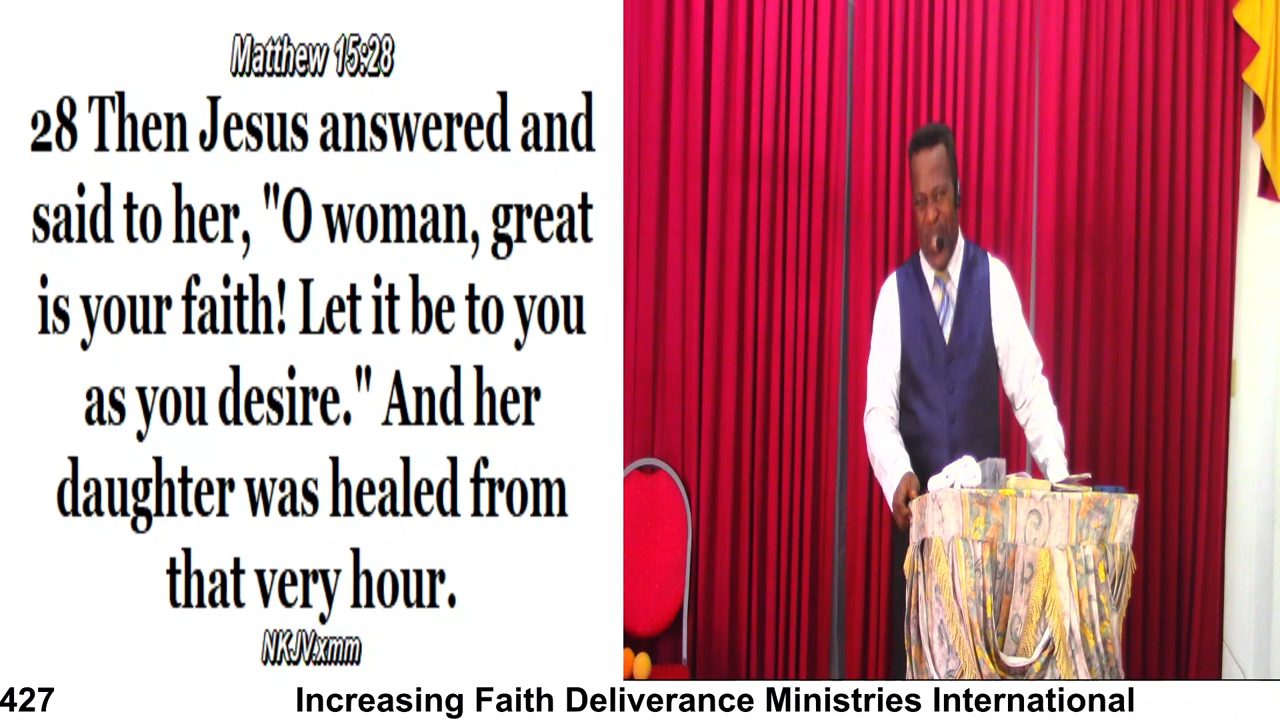 Matthew 15:28
28 Then Jesus answered and
said to her, "O woman, great
is your faith! Let it be to you
as you desire." And her
daughter was healed from
that very hour.
NKJV.xmm
427
Increasing Faith Deliverance Ministries International